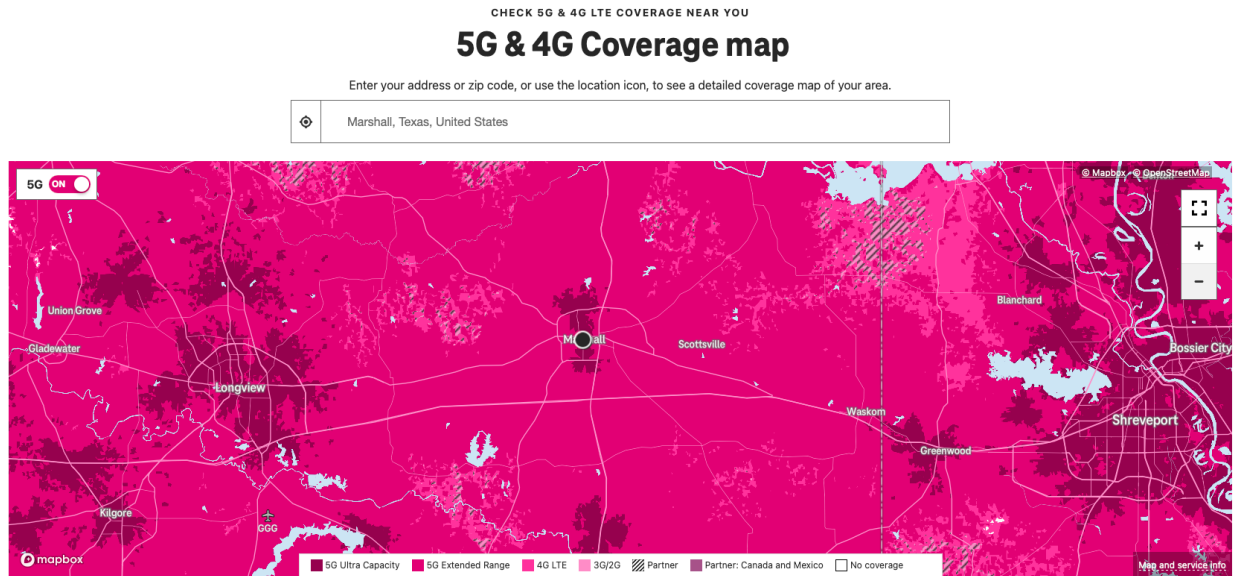 CHECK 5G & 4G LTE COVERAGE NEAR YOU
5G & 4G Coverage map
Enter your address or zip code, or use the location icon, to see a detailed coverage map of your area.
Marshall, Texas, United States
5G ON
© Mapbox © OpenStreetMap
+
−
Union Grove
Gladewater
Longview
Kilgore
GGG
Scottsville
Waskom
Greenwood
Blanchard
Bossier City
Shreveport
mapbox
5G Ultra Capacity 5G Extended Range 4G LTE 3G/2G Partner Partner: Canada and Mexico No coverage
Map and service info